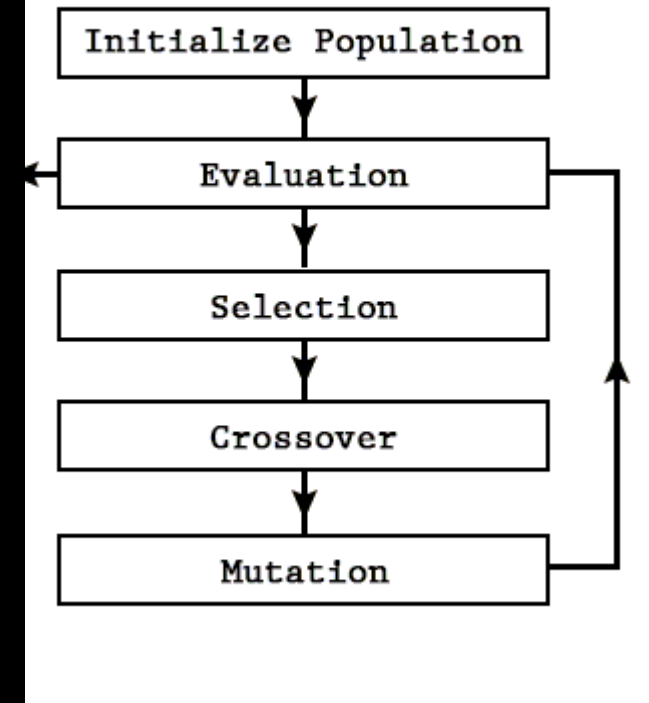 Initialize Population
Evaluation
Selection
Crossover
Mutation